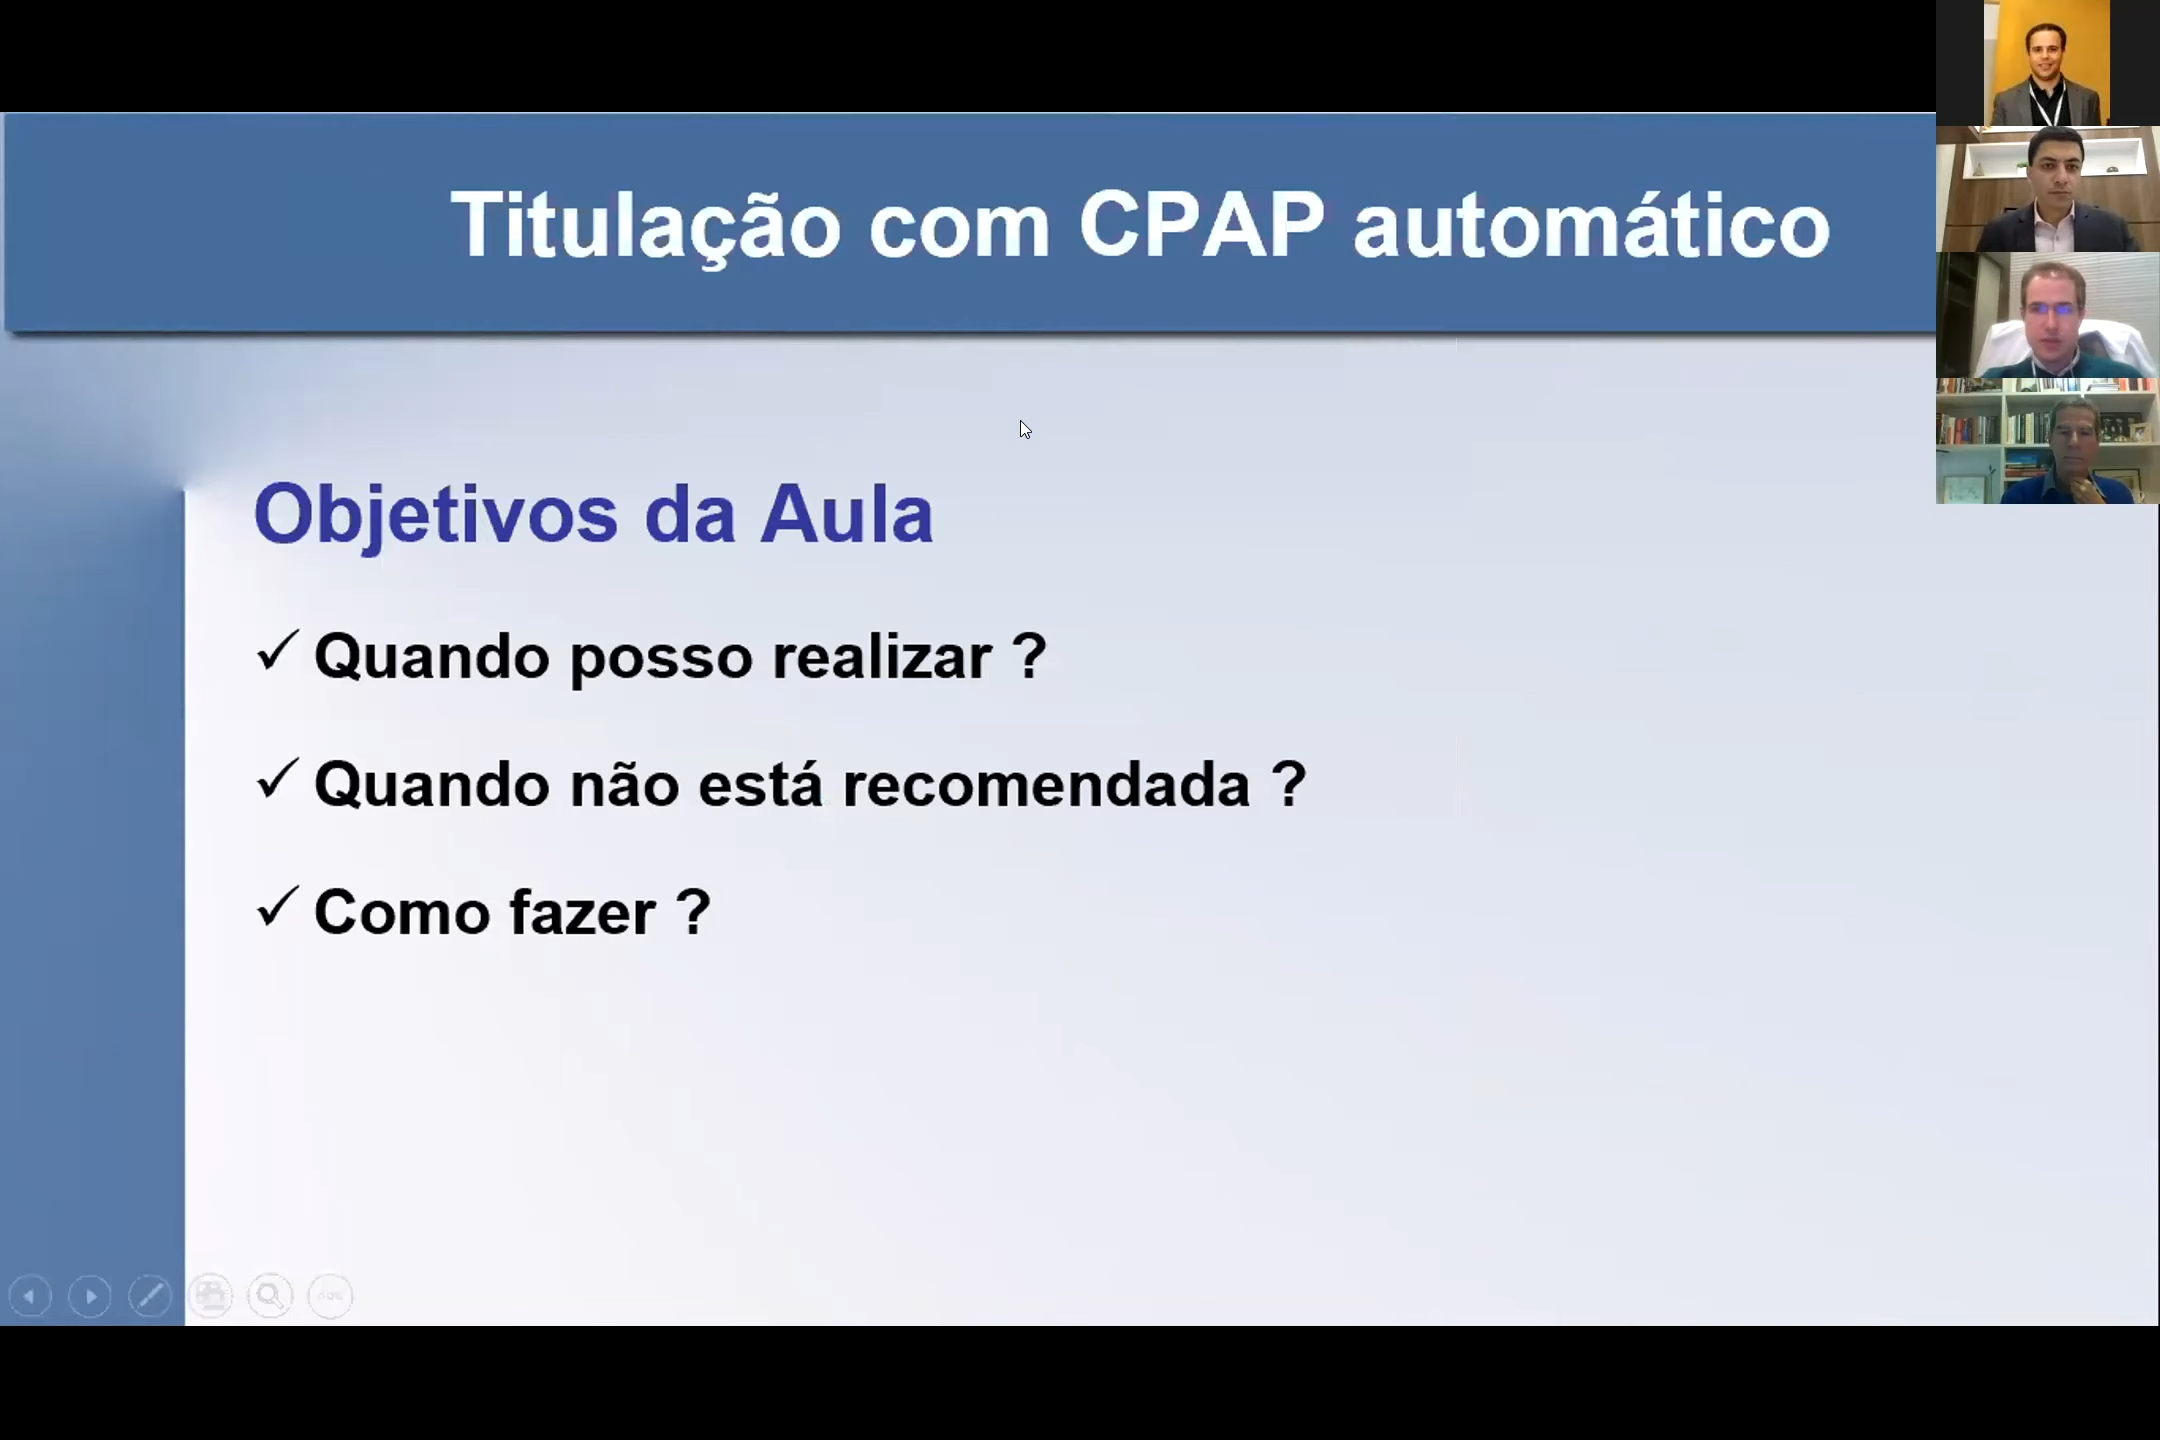 Titulação com CPAP automático
Objetivos da Aula
✓ Quando posso realizar ?
✓ Quando não está recomendada ?
✓ Como fazer ?